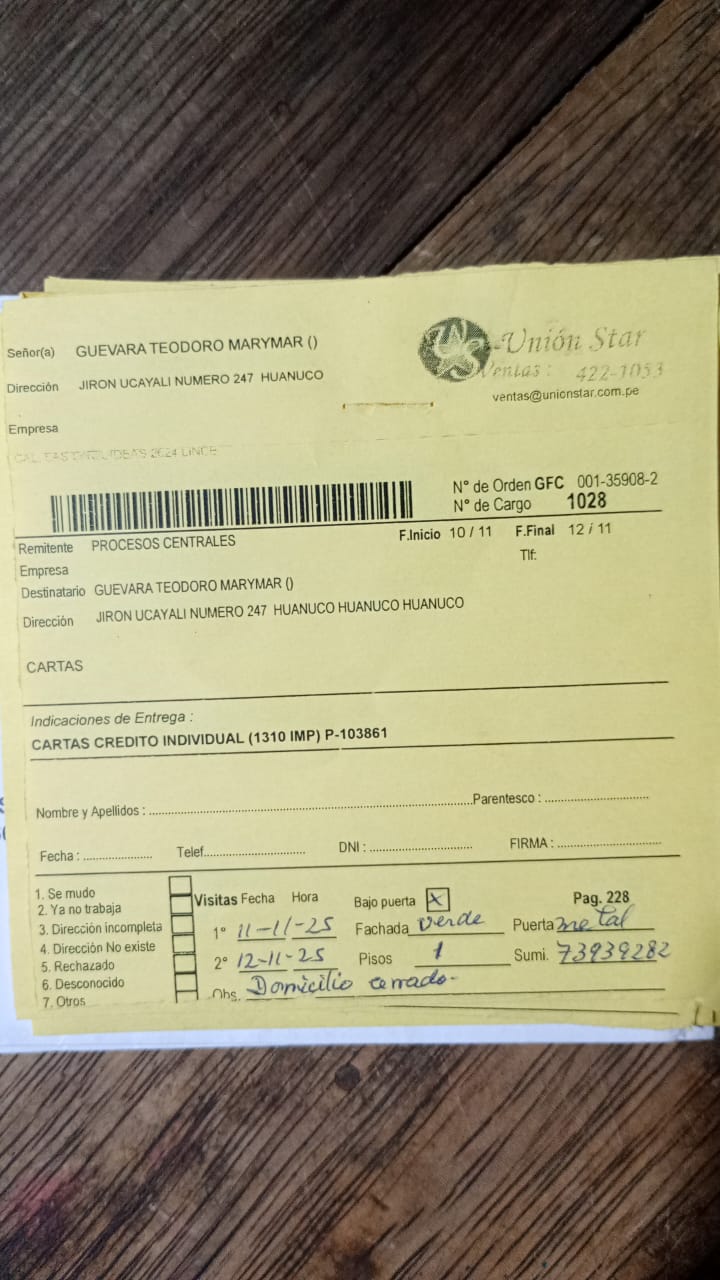 Señor(a) GUEVARA TEODORO MARYMAR ()
Unión Star
Ventas: 422-1053
ventas@unionstar.com.pe
Dirección JIRON UCAYALI NUMERO 247 HUANUCO
Empresa
2024 LINCE
N° de Orden GFC 001-35908-2
N° de Cargo 1028
Remitente PROCESOS CENTRALES
F.Inicio 10 / 11 F.Final 12 / 11
Empresa
Tlf:
Destinatario GUEVARA TEODORO MARYMAR ()
Dirección JIRON UCAYALI NUMERO 247 HUANUCO HUANUCO HUANUCO
CARTAS
Indicaciones de Entrega :
CARTAS CREDITO INDIVIDUAL (1310 IMP) P-103861
Nombre y Apellidos : Parentesco :
Fecha : Telef. DNI : FIRMA :
1. Se mudo
2. Ya no trabaja
3. Dirección incompleta
4. Dirección No existe
5. Rechazado
6. Desconocido
7. Otros
Visitas Fecha Hora Bajo puerta X Pag. 228
1° 11-11-25 Fachada verde Puerta metal
2° 12-11-25 Pisos 1 Sumi. 73939282
Obs. Domicilio cerrado.